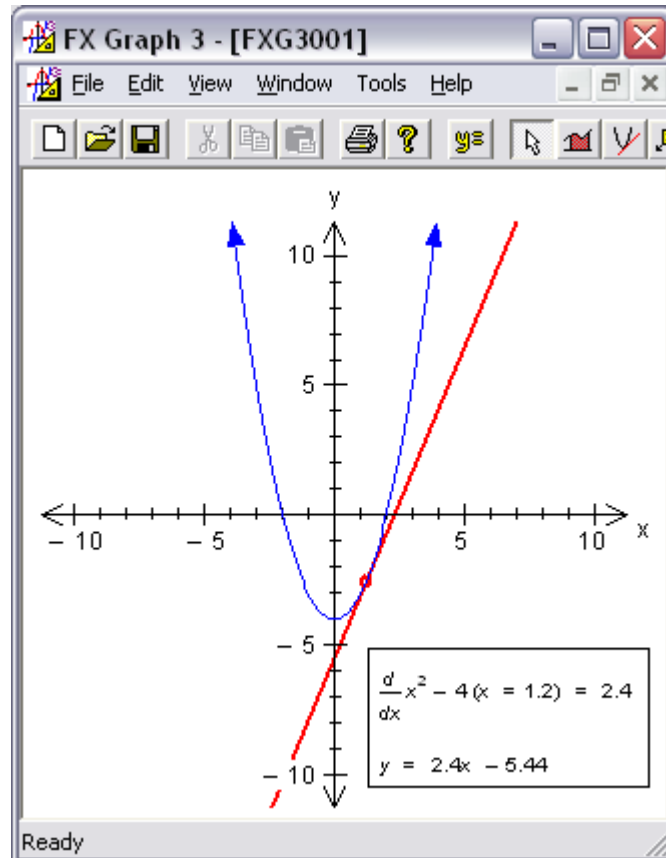 FX Graph 3 - [FXG3001]
File Edit View Window Tools Help
y=
y
10
5
– 10 – 5 5 10 x
– 5
d/dx x² – 4 (x = 1.2) = 2.4
y = 2.4x – 5.44
– 10
Ready